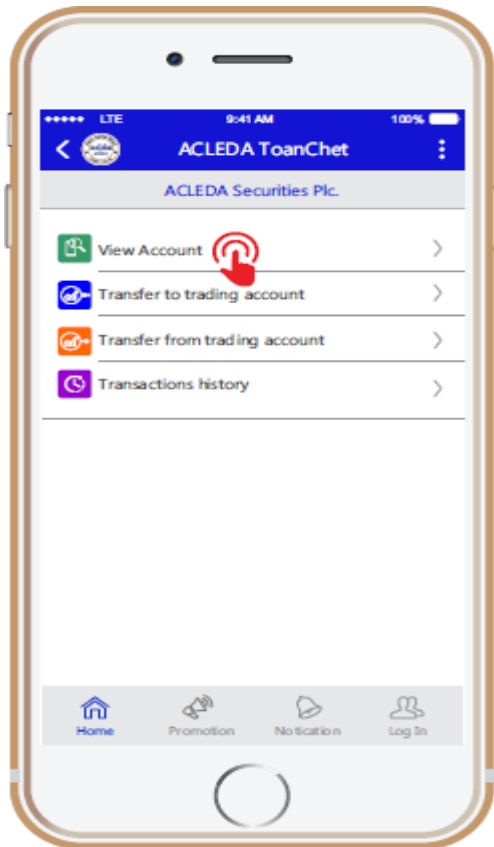 LTE 9:41 AM 100%
ACLEDA ToanChet
ACLEDA Securities Plc.
View Account
Transfer to trading account
Transfer from trading account
Transactions history
Home Promotion Notication Log In